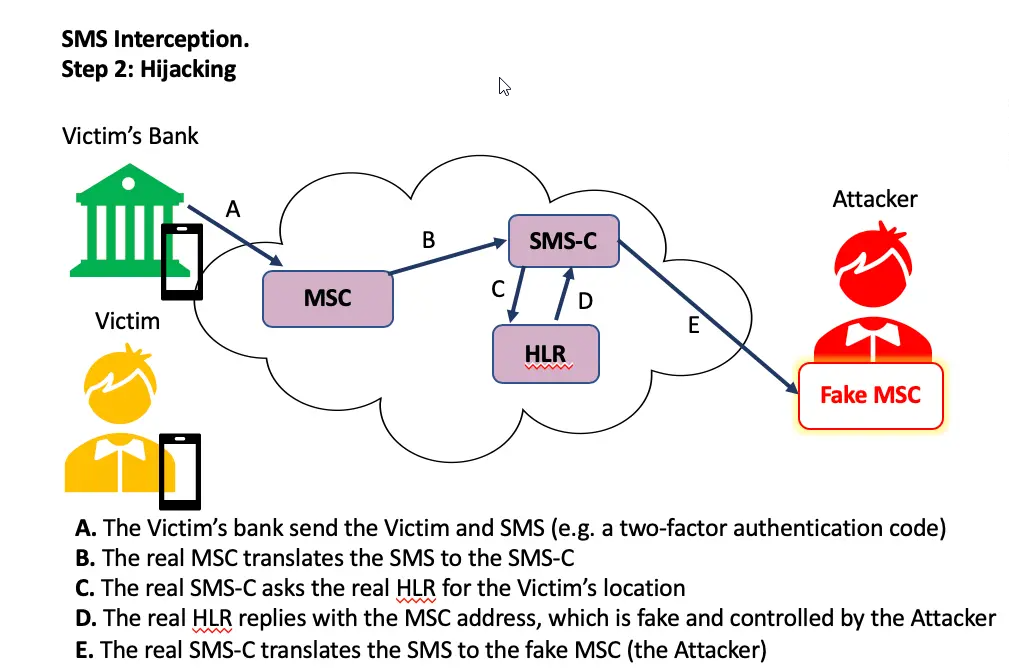 SMS Interception.
Step 2: Hijacking
Victim's Bank
A
B
SMS-C
Attacker
MSC
C
D
E
Victim
HLR
Fake MSC
A. The Victim's bank send the Victim and SMS (e.g. a two-factor authentication code)
B. The real MSC translates the SMS to the SMS-C
C. The real SMS-C asks the real HLR for the Victim's location
D. The real HLR replies with the MSC address, which is fake and controlled by the Attacker
E. The real SMS-C translates the SMS to the fake MSC (the Attacker)